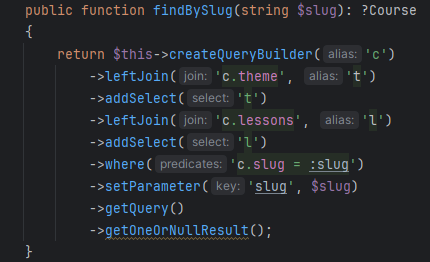 public function findBySlug(string $slug): ?Course
{
return $this->createQueryBuilder( alias: 'c')
->leftJoin( join: 'c.theme', alias: 't')
->addSelect( select: 't')
->leftJoin( join: 'c.lessons', alias: 'l')
->addSelect( select: 'l')
->where( predicates: 'c.slug = :slug')
->setParameter( key: 'slug', $slug)
->getQuery()
->getOneOrNullResult();
}